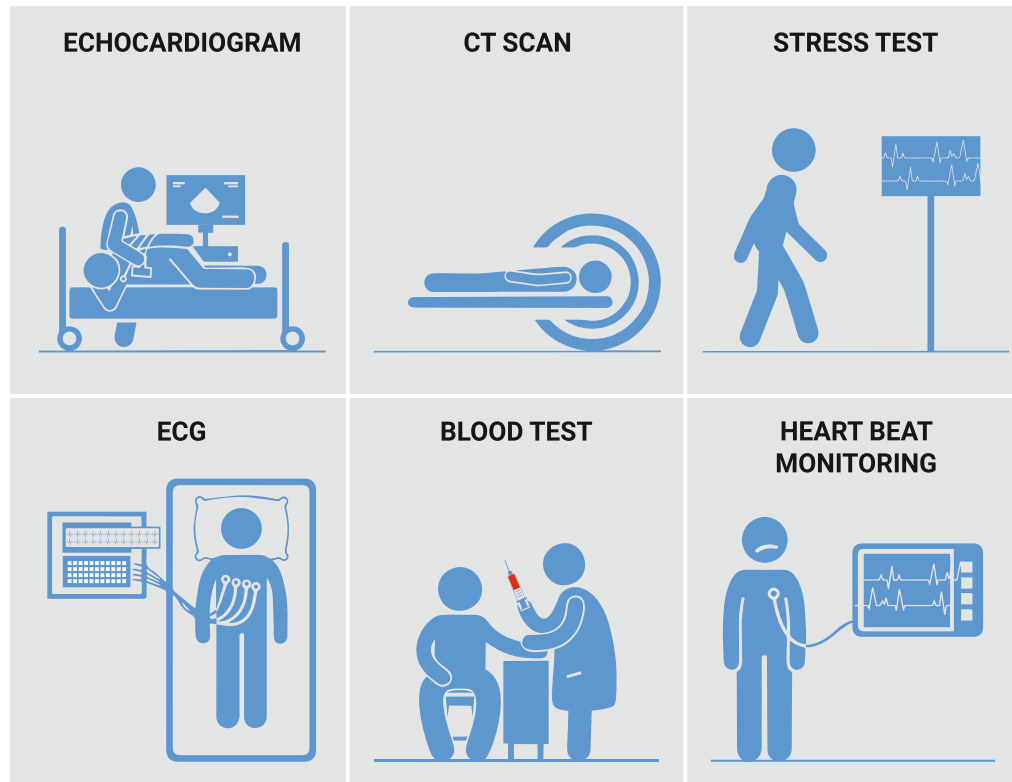 ECHOCARDIOGRAM
CT SCAN
STRESS TEST
ECG
BLOOD TEST
HEART BEAT
MONITORING